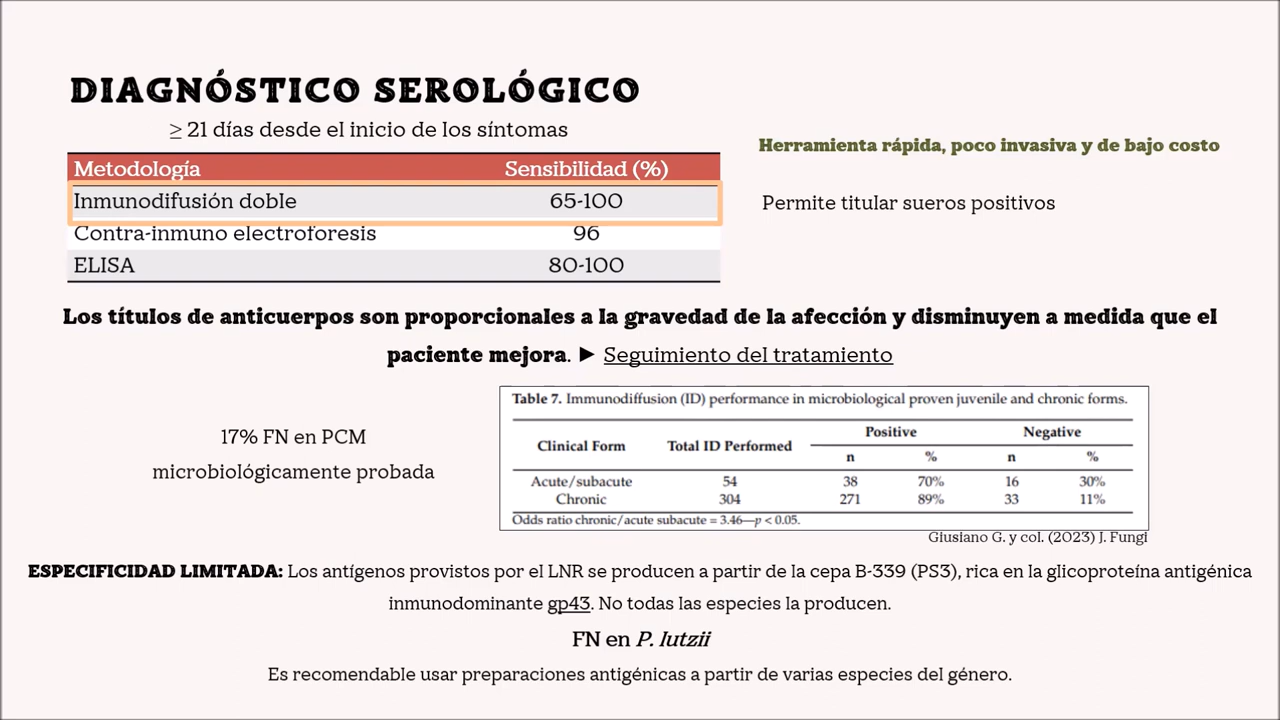 DIAGNÓSTICO SEROLÓGICO
≥ 21 días desde el inicio de los síntomas
Metodología Sensibilidad (%)
Inmunodifusión doble 65-100
Contra-inmuno electroforesis 96
ELISA 80-100
Herramienta rápida, poco invasiva y de bajo costo
Permite titular sueros positivos
Los títulos de anticuerpos son proporcionales a la gravedad de la afección y disminuyen a medida que el
paciente mejora. ► Seguimiento del tratamiento
17% FN en PCM
microbiológicamente probada
Table 7. Immunodiffusion (ID) performance in microbiological proven juvenile and chronic forms.
Clinical Form Total ID Performed Positive Negative
n % n %
Acute/subacute 54 38 70% 16 30%
Chronic 304 271 89% 33 11%
Odds ratio chronic/acute subacute = 3.46—p < 0.05.
Giusiano G. y col. (2023) J. Fungi
ESPECIFICIDAD LIMITADA: Los antígenos provistos por el LNR se producen a partir de la cepa B-339 (PS3), rica en la glicoproteína antigénica
inmunodominante gp43. No todas las especies la producen.
FN en P. lutzii
Es recomendable usar preparaciones antigénicas a partir de varias especies del género.